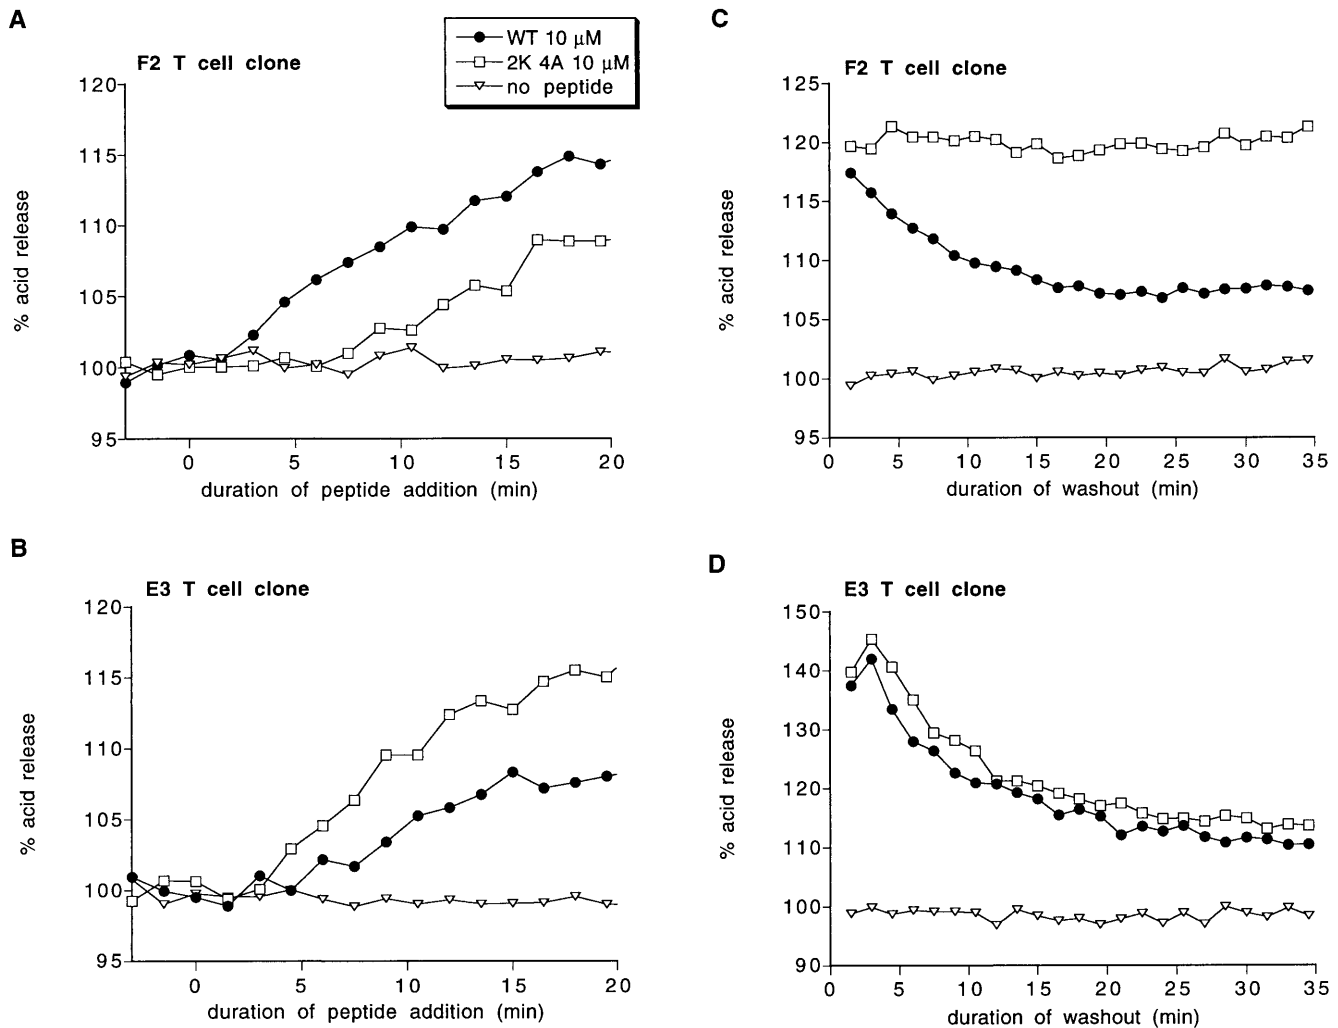 A
F2 T cell clone
WT 10 µM
2K 4A 10 µM
no peptide
120
115
110
105
100
95
% acid release
0 5 10 15 20
duration of peptide addition (min)
C
F2 T cell clone
125
120
115
110
105
100
95
% acid release
0 5 10 15 20 25 30 35
duration of washout (min)
B
E3 T cell clone
120
115
110
105
100
95
% acid release
0 5 10 15 20
duration of peptide addition (min)
D
E3 T cell clone
150
140
130
120
110
100
90
% acid release
0 5 10 15 20 25 30 35
duration of washout (min)